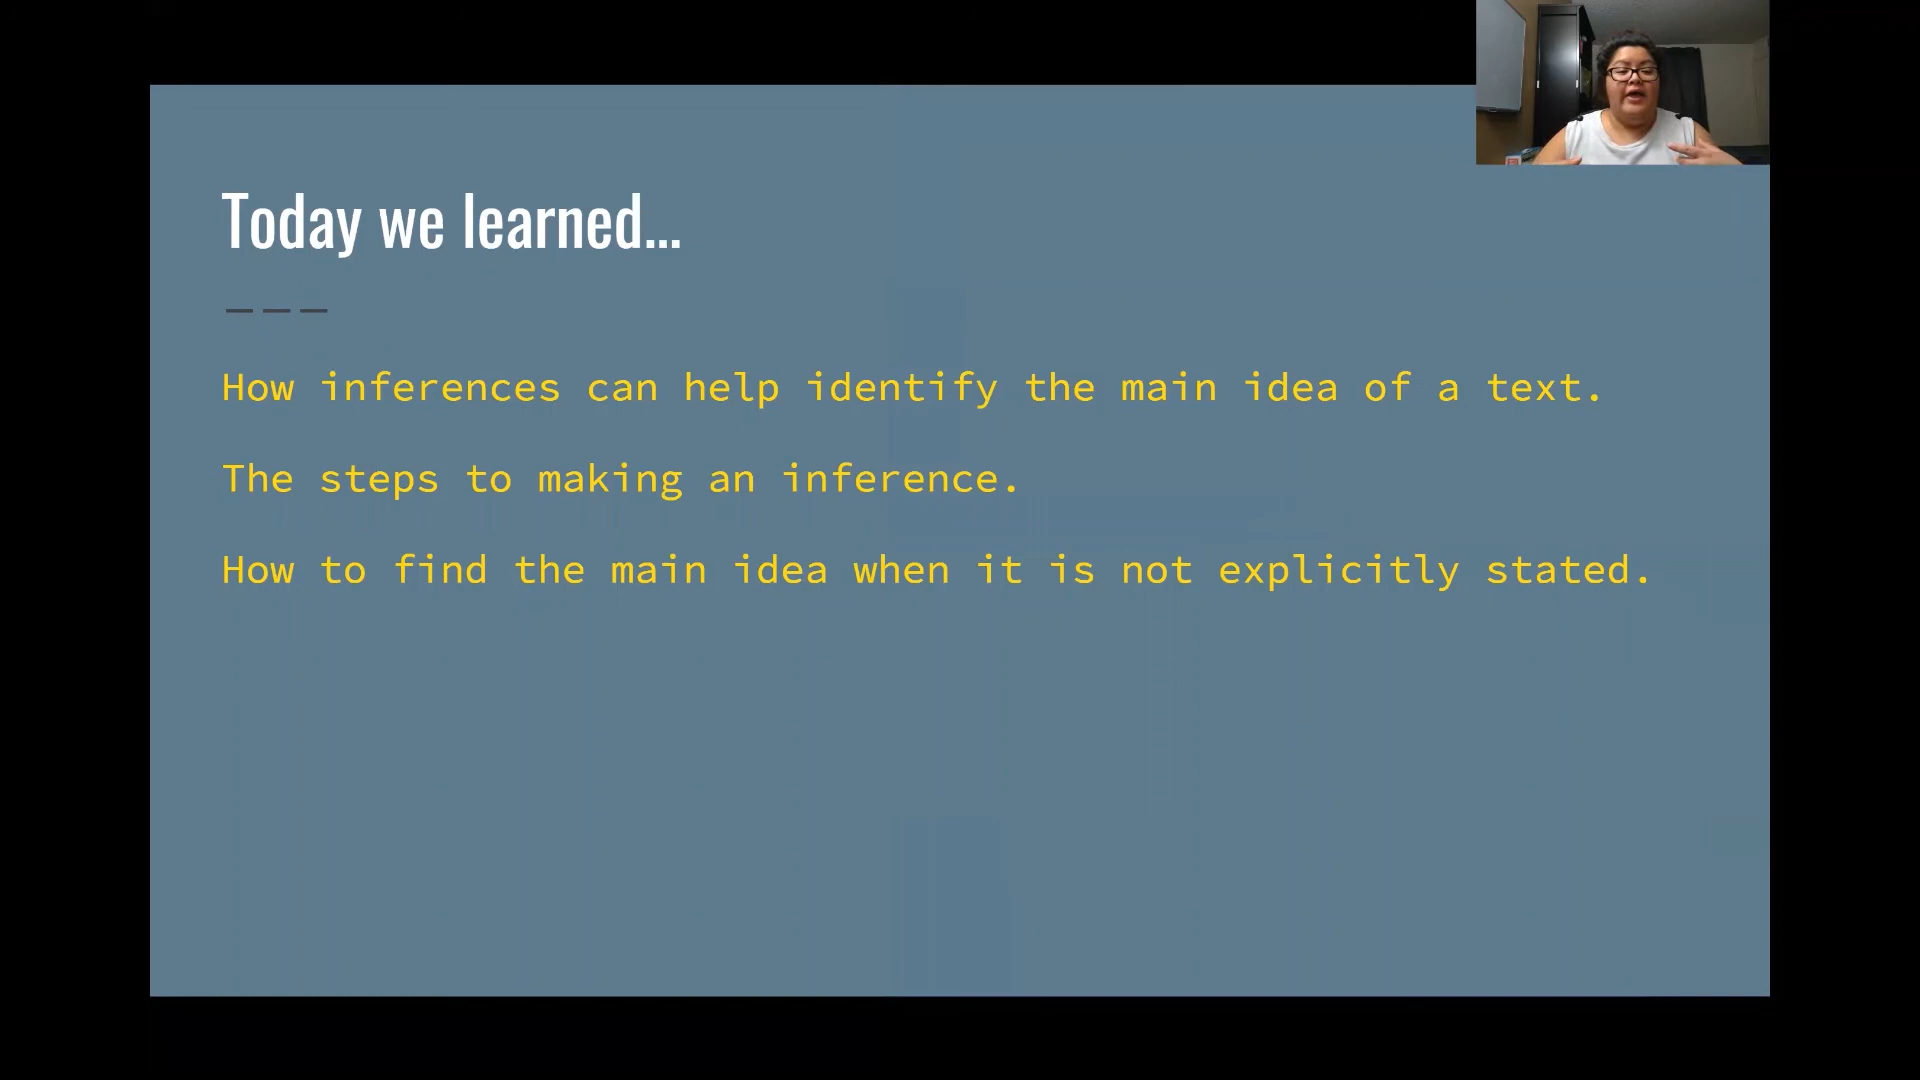 Today we learned...
How inferences can help identify the main idea of a text.
The steps to making an inference.
How to find the main idea when it is not explicitly stated.